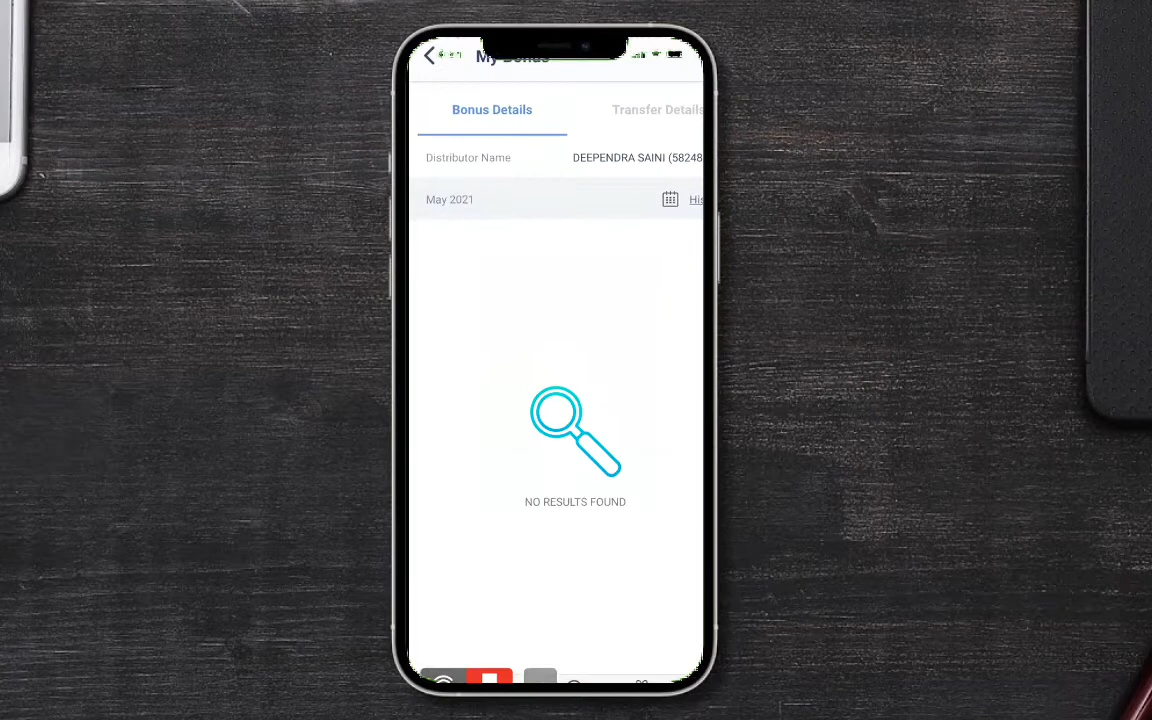 My Bonus
Bonus Details
Transfer Details
Distributor Name
DEEPENDRA SAINI (58248
May 2021
His
NO RESULTS FOUND